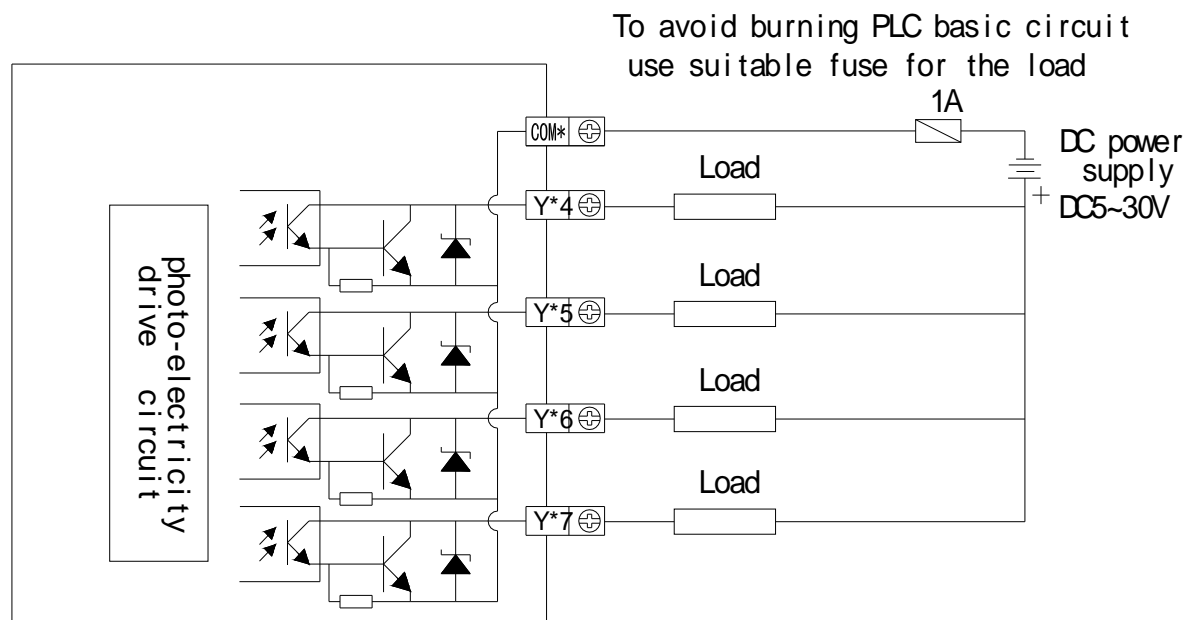 To avoid burning PLC basic circuit
use suitable fuse for the load
1A
COM*
DC power
supply
+
DC5~30V
Load
Y*4
Load
Y*5
Load
Y*6
Load
Y*7
photo-electricity
drive circuit